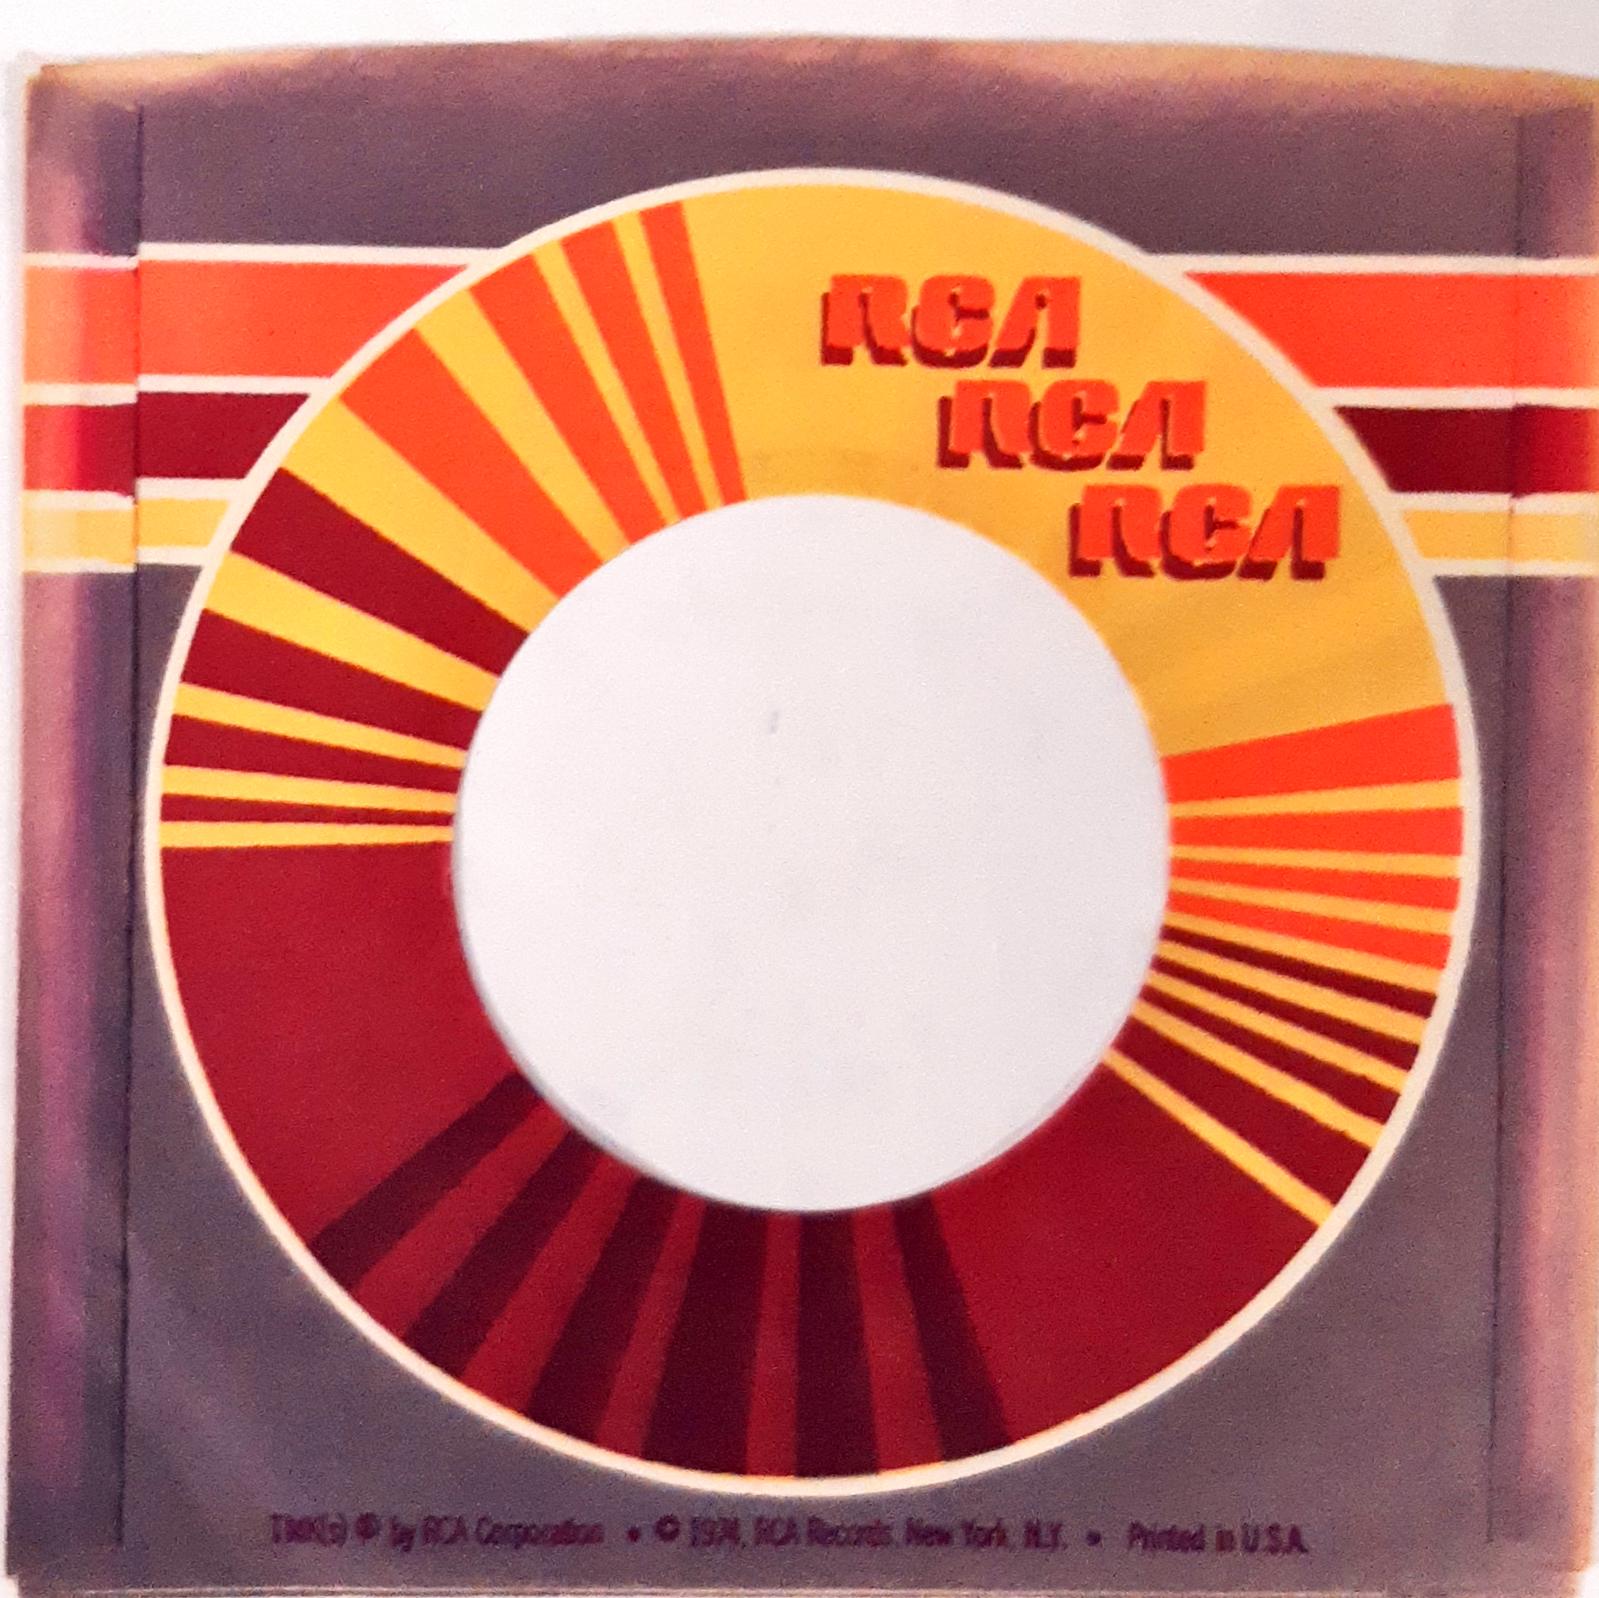 RCA
RCA
RCA
TMK(s) ® by RCA Corporation • © 1974, RCA Records, New York, N.Y. • Printed in U.S.A.